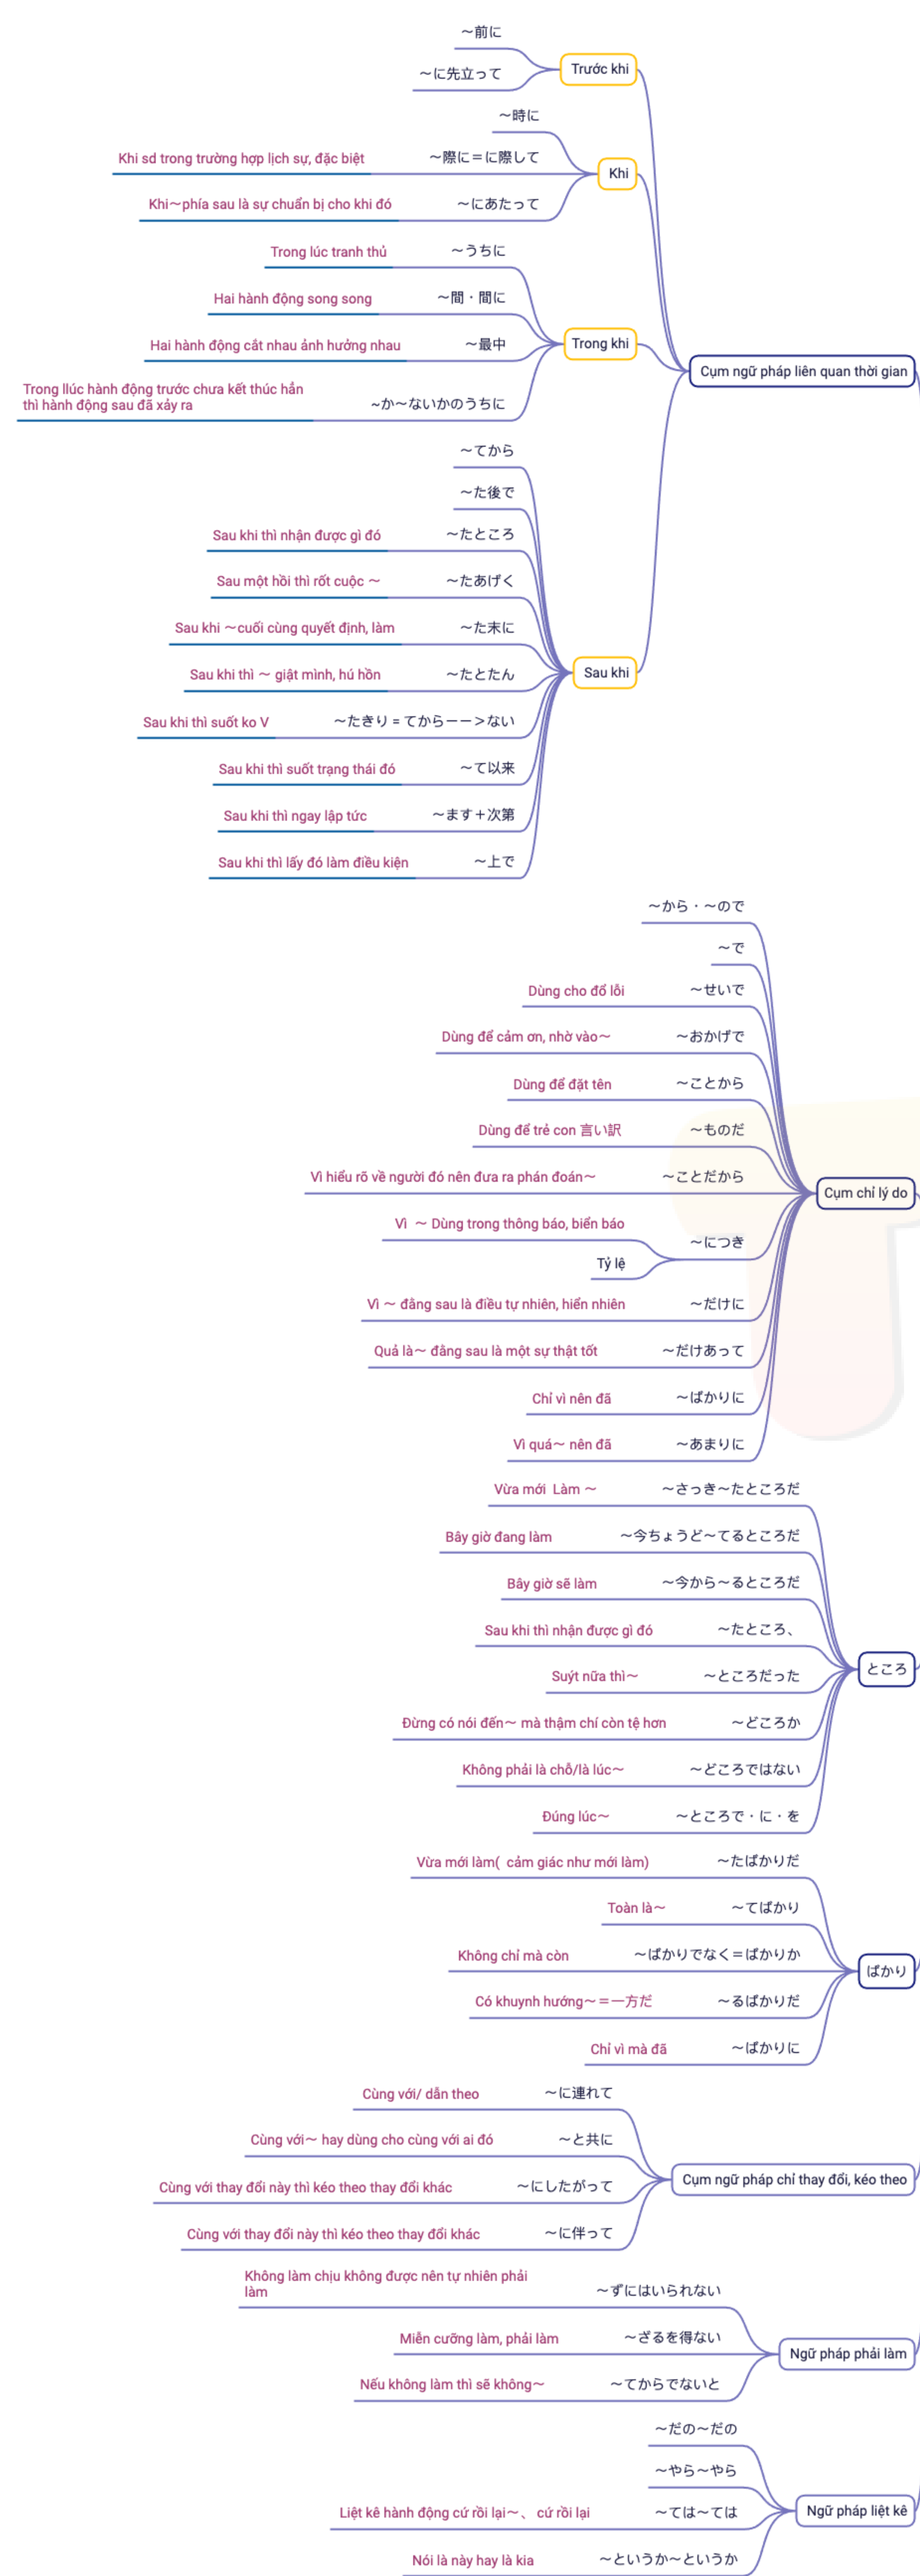 〜前に
〜に先立って
Trước khi
〜時に
Khi sd trong trường hợp lịch sự, đặc biệt
〜際に＝に際して
Khi
Khi〜phía sau là sự chuẩn bị cho khi đó
〜にあたって
Trong lúc tranh thủ
〜うちに
Hai hành động song song
〜間・間に
Hai hành động cắt nhau ảnh hưởng nhau
〜最中
Trong khi
Trong llúc hành động trước chưa kết thúc hẳn
thì hành động sau đã xảy ra
~か〜ないかのうちに
Cụm ngữ pháp liên quan thời gian
〜てから
〜た後で
Sau khi thì nhận được gì đó
〜たところ
Sau một hồi thì rốt cuộc 〜
〜たあげく
Sau khi 〜cuối cùng quyết định, làm
〜た末に
Sau khi thì 〜 giật mình, hú hồn
〜たとたん
Sau khi
Sau khi thì suốt ko V
〜たきり = てからーー＞ない
Sau khi thì suốt trạng thái đó
〜て以来
Sau khi thì ngay lập tức
〜ます＋次第
Sau khi thì lấy đó làm điều kiện
〜上で
〜から・〜ので
〜で
Dùng cho đổ lỗi
〜せいで
Dùng để cảm ơn, nhờ vào〜
〜おかげで
Dùng để đặt tên
〜ことから
Dùng để trẻ con 言い訳
〜ものだ
Vì hiểu rõ về người đó nên đưa ra phán đoán〜
〜ことだから
Cụm chỉ lý do
Vì 〜 Dùng trong thông báo, biển báo
Tỷ lệ
〜につき
Vì 〜 đằng sau là điều tự nhiên, hiển nhiên
〜だけに
Quả là〜 đằng sau là một sự thật tốt
〜だけあって
Chỉ vì nên đã
〜ばかりに
Vì quá〜 nên đã
〜あまりに
Vừa mới Làm 〜
〜さっき〜たところだ
Bây giờ đang làm
〜今ちょうど〜てるところだ
Bây giờ sẽ làm
〜今から〜るところだ
Sau khi thì nhận được gì đó
〜たところ、
ところ
Suýt nữa thì〜
〜ところだった
Đừng có nói đến〜 mà thậm chí còn tệ hơn
〜どころか
Không phải là chỗ/là lúc〜
〜どころではない
Đúng lúc〜
〜ところで・に・を
Vừa mới làm( cảm giác như mới làm)
〜たばかりだ
Toàn là〜
〜てばかり
Không chỉ mà còn
〜ばかりでなく＝ばかりか
ばかり
Có khuynh hướng〜＝一方だ
〜るばかりだ
Chỉ vì mà đã
〜ばかりに
Cùng với/ dẫn theo
〜に連れて
Cùng với〜 hay dùng cho cùng với ai đó
〜と共に
Cụm ngữ pháp chỉ thay đổi, kéo theo
Cùng với thay đổi này thì kéo theo thay đổi khác
〜にしたがって
Cùng với thay đổi này thì kéo theo thay đổi khác
〜に伴って
Không làm chịu không được nên tự nhiên phải
làm
〜ずにはいられない
Miễn cưỡng làm, phải làm
〜ざるを得ない
Ngữ pháp phải làm
Nếu không làm thì sẽ không〜
〜てからでないと
〜だの〜だの
〜やら〜やら
Liệt kê hành động cứ rồi lại〜、 cứ rồi lại
〜ては〜ては
Ngữ pháp liệt kê
Nói là này hay là kia
〜というか〜というか